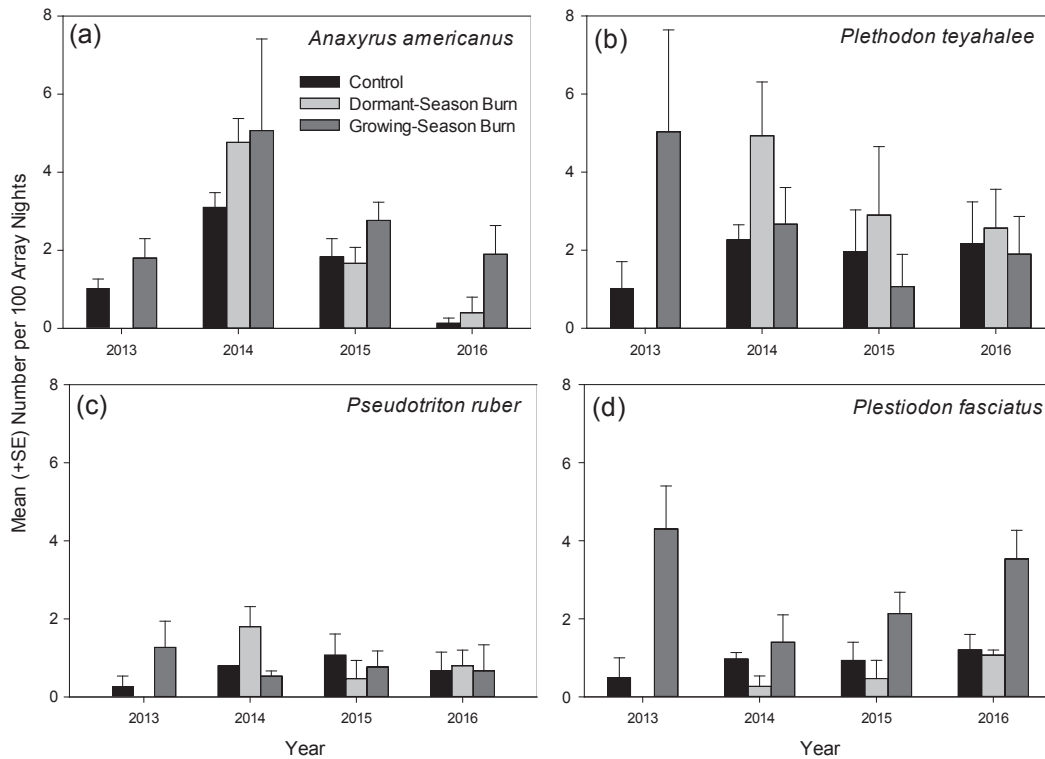 (a)
Anaxyrus americanus
Control
Dormant-Season Burn
Growing-Season Burn
8
6
4
2
0
2013 2014 2015 2016
(b)
Plethodon teyahalee
8
6
4
2
0
2013 2014 2015 2016
(c)
Pseudotriton ruber
8
6
4
2
0
2013 2014 2015 2016
Year
(d)
Plestiodon fasciatus
8
6
4
2
0
2013 2014 2015 2016
Year
Mean (+SE) Number per 100 Array Nights